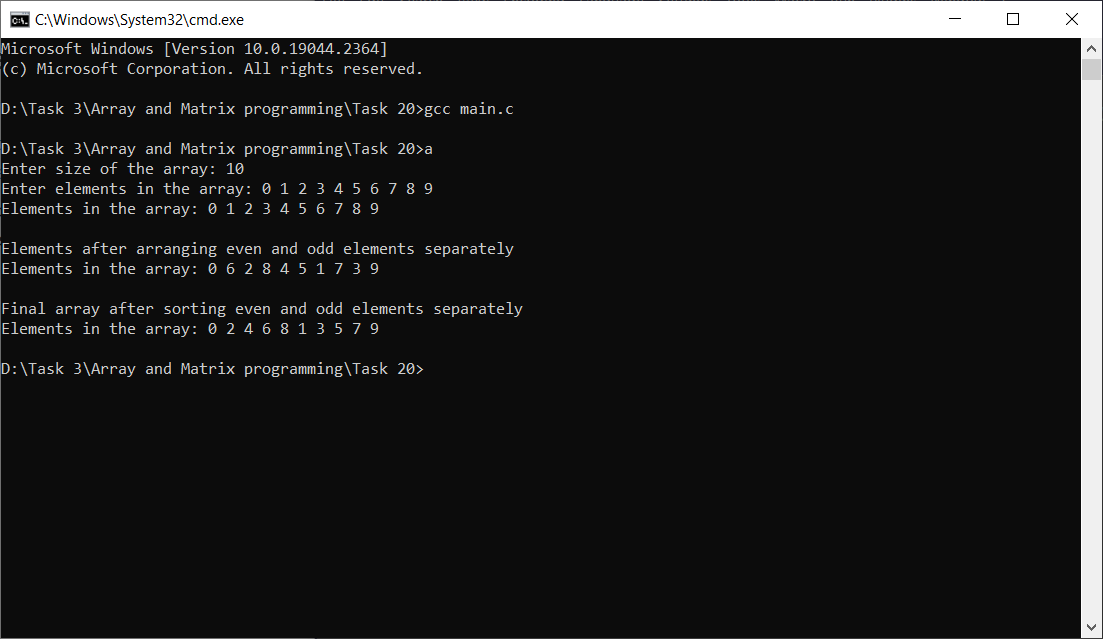 C:\Windows\System32\cmd.exe
Microsoft Windows [Version 10.0.19044.2364]
(c) Microsoft Corporation. All rights reserved.
D:\Task 3\Array and Matrix programming\Task 20>gcc main.c
D:\Task 3\Array and Matrix programming\Task 20>a
Enter size of the array: 10
Enter elements in the array: 0 1 2 3 4 5 6 7 8 9
Elements in the array: 0 1 2 3 4 5 6 7 8 9
Elements after arranging even and odd elements separately
Elements in the array: 0 6 2 8 4 5 1 7 3 9
Final array after sorting even and odd elements separately
Elements in the array: 0 2 4 6 8 1 3 5 7 9
D:\Task 3\Array and Matrix programming\Task 20>